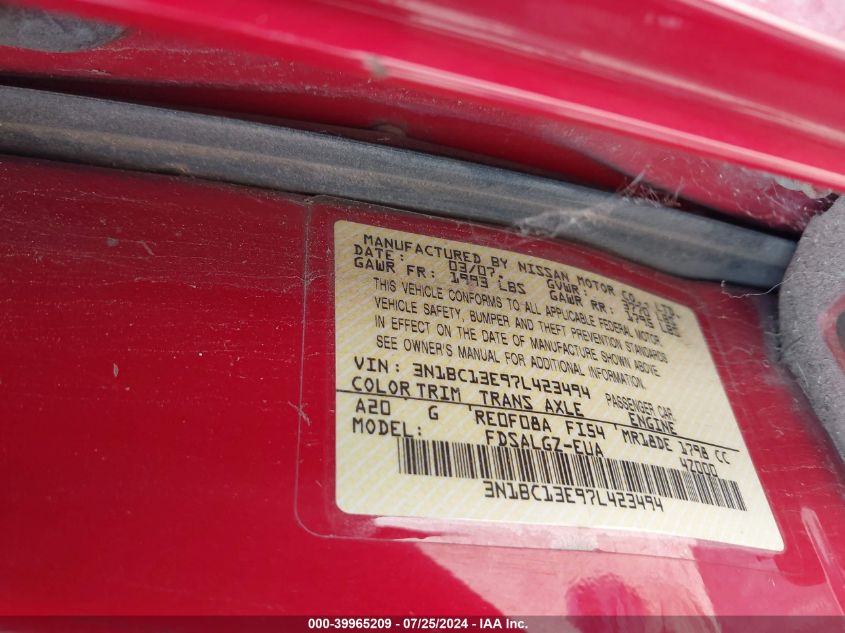 MANUFACTURED BY NISSAN MOTOR CO., LTD.
DATE: 03/07. GVWR:
GAWR FR: 1993 LBS GAWR RR: LBS
THIS VEHICLE CONFORMS TO ALL APPLICABLE FEDERAL MOTOR
VEHICLE SAFETY, BUMPER AND THEFT PREVENTION STANDARDS
IN EFFECT ON THE DATE OF MANUFACTURE SHOWN ABOVE.
SEE OWNER'S MANUAL FOR ADDITIONAL INFORMATION.
VIN: 3N1BC13E97L423494 PASSENGER CAR
COLOR TRIM TRANS AXLE ENGINE
A20 G RE0F08A FI54 MR18DE 1798 CC
MODEL: FDSALGZ-EUA 4Z000
3N1BC13E97L423494
000-39965209 - 07/25/2024 - IAA Inc.